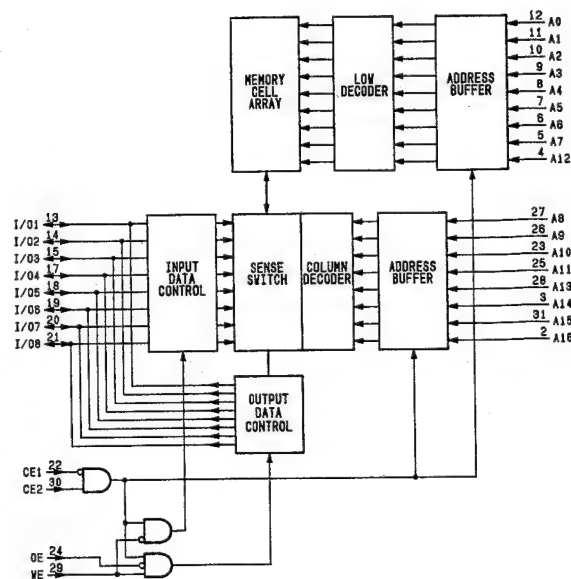 12 A0
11 A1
10 A2
9 A3
8 A4
7 A5
6 A6
5 A7
4 A12
MEMORY
CELL
ARRAY
LOW
DECODER
ADDRESS
BUFFER
I/O1 13
I/O2 14
I/O3 15
I/O4 17
I/O5 18
I/O6 19
I/O7 20
I/O8 21
INPUT
DATA
CONTROL
SENSE
SWITCH
COLUMN
DECODER
ADDRESS
BUFFER
27 A8
26 A9
23 A10
25 A11
28 A13
3 A14
31 A15
2 A16
OUTPUT
DATA
CONTROL
CE1 22
CE2 30
OE 24
WE 29